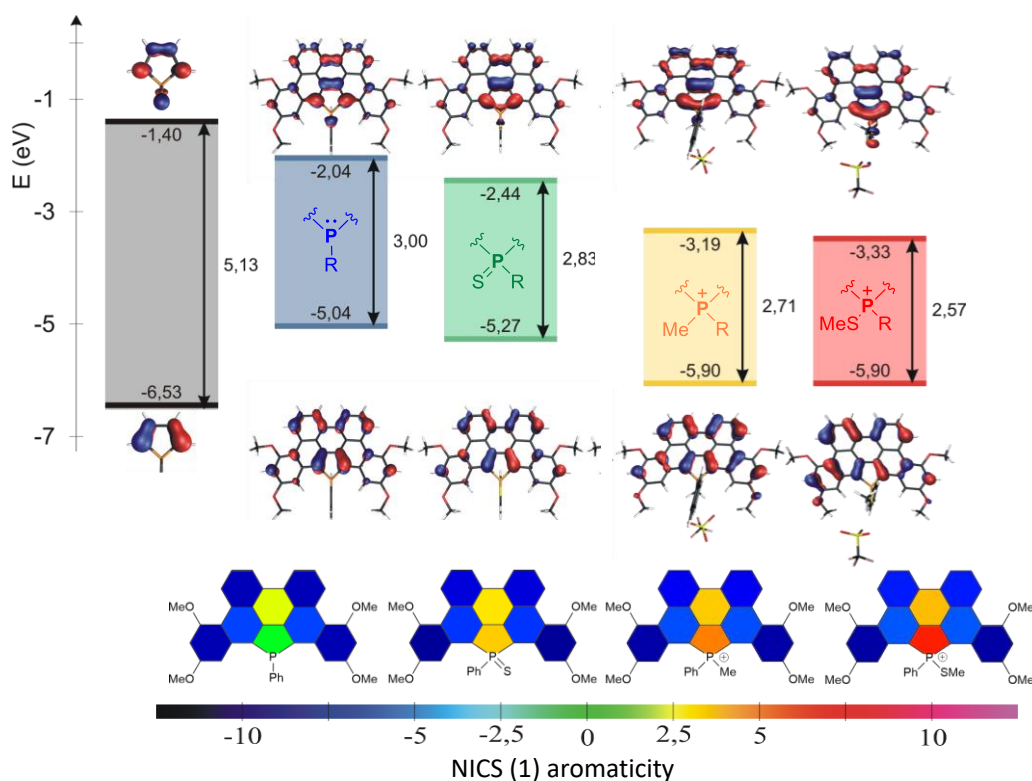 E (eV)
-1
-3
-5
-7
-1,40
5,13
-6,53
-2,04
P
R
3,00
-5,04
-2,44
P
S
R
2,83
-5,27
-3,19
+
P
Me
R
2,71
-5,90
-3,33
+
P
MeS
R
2,57
-5,90
MeO
OMe
MeO
OMe
P
Ph
MeO
OMe
MeO
OMe
P
Ph
S
MeO
OMe
MeO
OMe
P
+
Ph
Me
MeO
OMe
MeO
OMe
P
+
Ph
SMe
-10
-5
-2,5
0
2,5
5
10
NICS (1) aromaticity